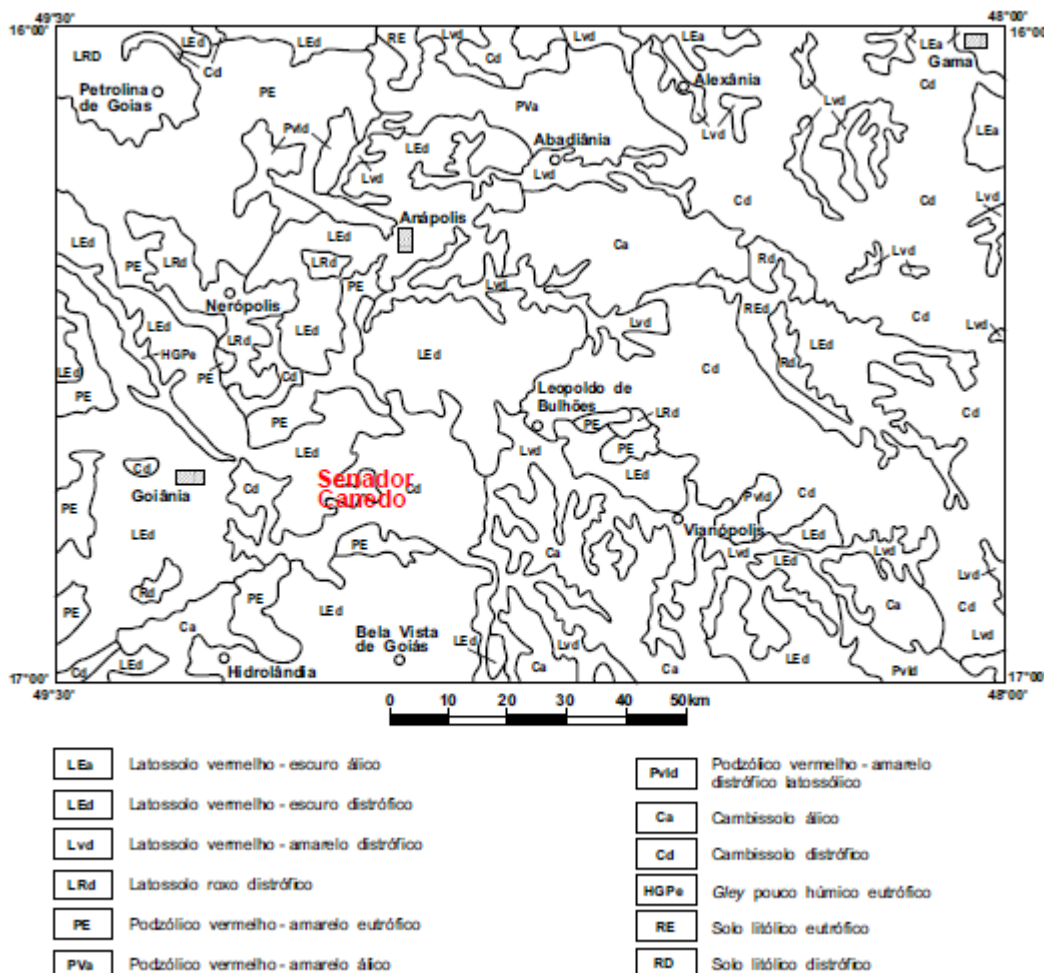 49°30'
48°00'
16°00'
16°00'
LRD
LEd
Cd
LEd
RE
Lvd
Cd
Lvd
LEa
LEa
Gama
Cd
Petrolina
de Goias
PE
PVa
Alexânia
Lvd
Lvd
LEa
Pvld
LEd
Lvd
Abadiânia
Lvd
Cd
Cd
Lvd
Anápolis
LEd
LEd
PE
LRd
LRd
PE
Ca
Lvd
Rd
Lvd
Nerópolis
LEd
HGPe
LRd
LEd
PE
Cd
LEd
Lvd
REd
LEd
Rd
Cd
Lvd
LEd
PE
Cd
Leopoldo de
Bulhões
PE
LRd
PE
LEd
Lvd
PE
LEd
Cd
Cd
Goiânia
Cd
Senador
Canedo
Cd
PE
LEd
Pvld
Cd
Vianópolis
LEd
Lvd
LEd
Lvd
PE
Ca
Rd
PE
Ca
PE
LEd
Bela Vista
de Goiás
LEd
Lvd
Ca
Ca
LEd
Ca
Lvd
Cd
Lvd
Pvld
Cd
LEd
Hidrolândia
17°00'
17°00'
49°30'
48°00'
0 10 20 30 40 50km
LEa Latossolo vermelho - escuro álico
LEd Latossolo vermelho - escuro distrófico
Lvd Latossolo vermelho - amarelo distrófico
LRd Latossolo roxo distrófico
PE Podzólico vermelho - amarelo eutrófico
PVa Podzólico vermelho - amarelo álico
Pvld Podzólico vermelho - amarelo
distrófico latossólico
Ca Cambissolo álico
Cd Cambissolo distrófico
HGPe Gley pouco húmico eutrófico
RE Solo litólico eutrófico
RD Solo litólico distrófico